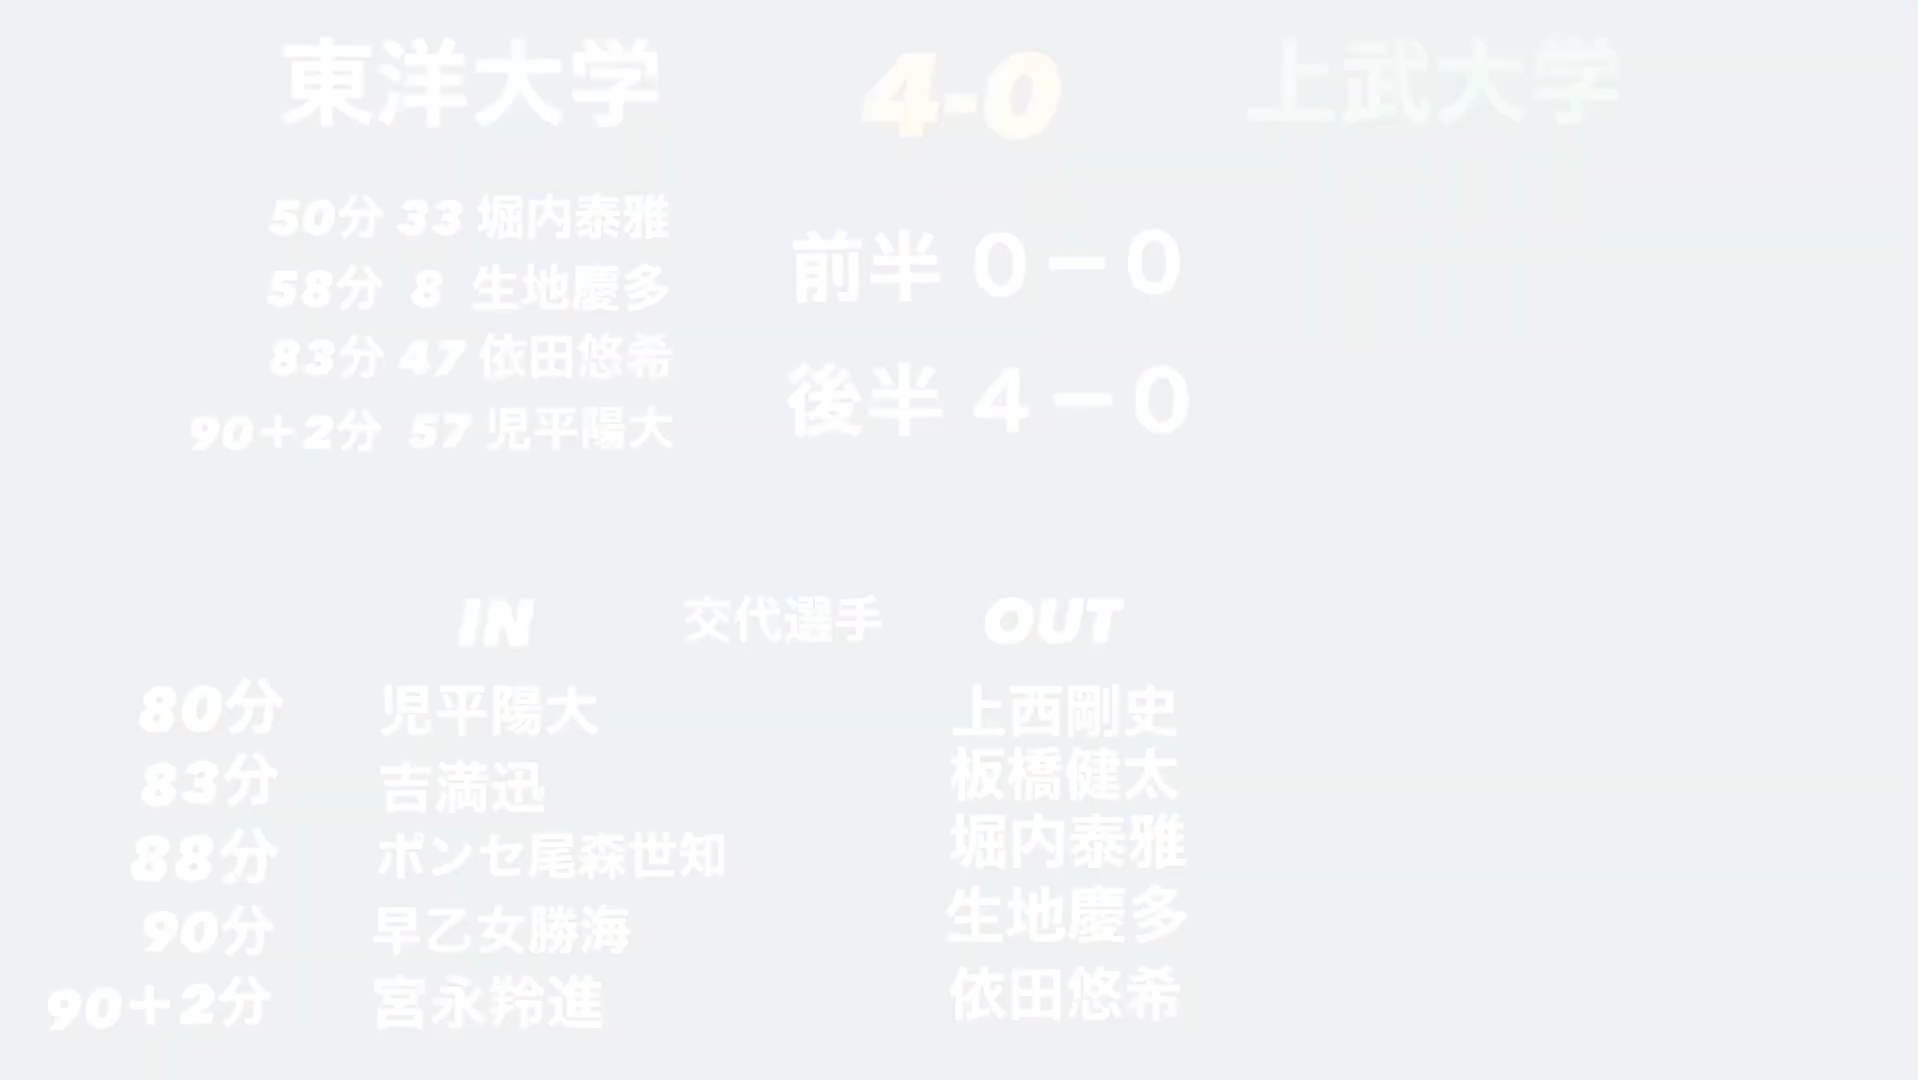 東洋大学 4-0 上武大学
50分 33 堀内泰雅
58分 8 生地慶多
83分 47 依田悠希
90+2分 57 児平陽大
前半 0ー0
後半 4ー0
IN 交代選手 OUT
80分 児平陽大 上西剛史
83分 吉満迅 板橋健太
88分 ポンセ尾森世知 堀内泰雅
90分 早乙女勝海 生地慶多
90+2分 宮永羚進 依田悠希